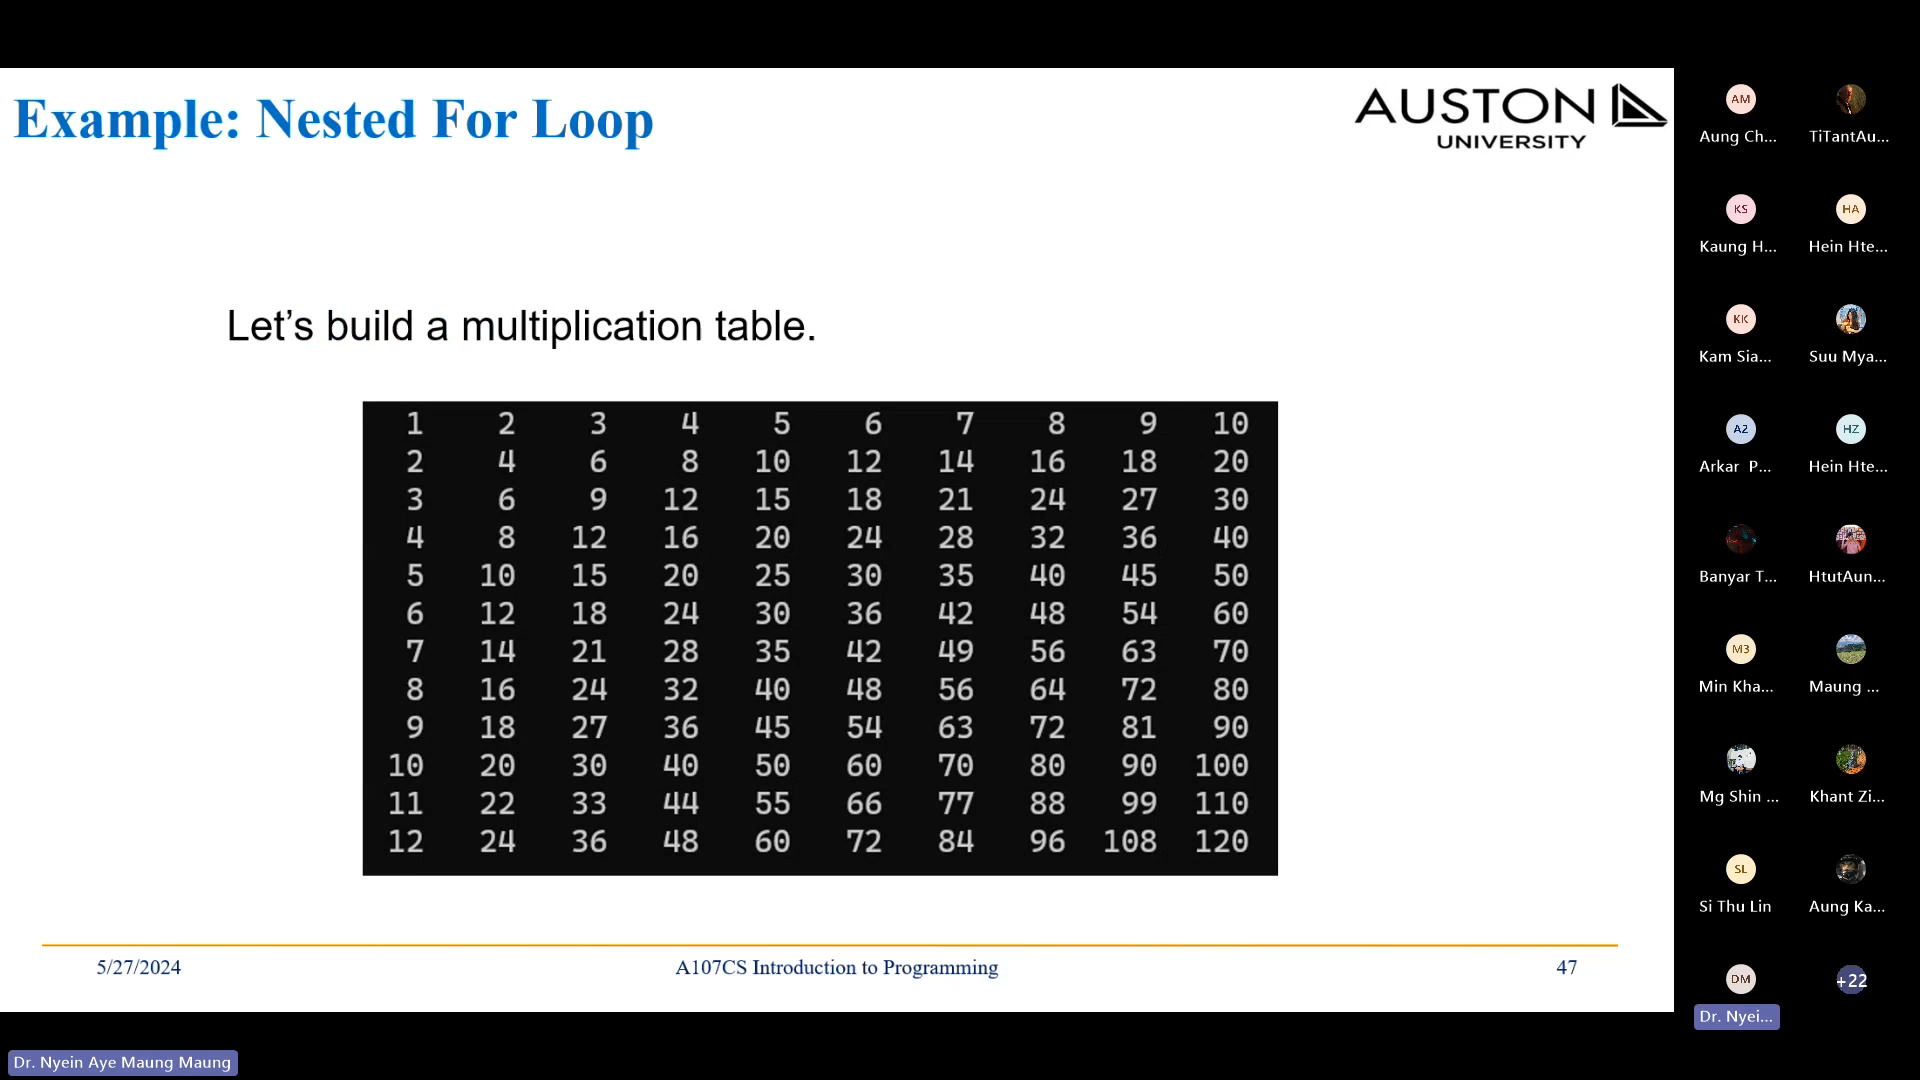 Example: Nested For Loop
AUSTON
UNIVERSITY
Let’s build a multiplication table.
1 2 3 4 5 6 7 8 9 10
2 4 6 8 10 12 14 16 18 20
3 6 9 12 15 18 21 24 27 30
4 8 12 16 20 24 28 32 36 40
5 10 15 20 25 30 35 40 45 50
6 12 18 24 30 36 42 48 54 60
7 14 21 28 35 42 49 56 63 70
8 16 24 32 40 48 56 64 72 80
9 18 27 36 45 54 63 72 81 90
10 20 30 40 50 60 70 80 90 100
11 22 33 44 55 66 77 88 99 110
12 24 36 48 60 72 84 96 108 120
5/27/2024 A107CS Introduction to Programming 47
AM
Aung Ch... TiTantAu...
KS HA
Kaung H... Hein Hte...
KK
Kam Sia... Suu Mya...
A2 HZ
Arkar P... Hein Hte...
Banyar T... HtutAun...
M3
Min Kha... Maung ...
Mg Shin ... Khant Zi...
SL
Si Thu Lin Aung Ka...
DM +22
Dr. Nyei...
Dr. Nyein Aye Maung Maung